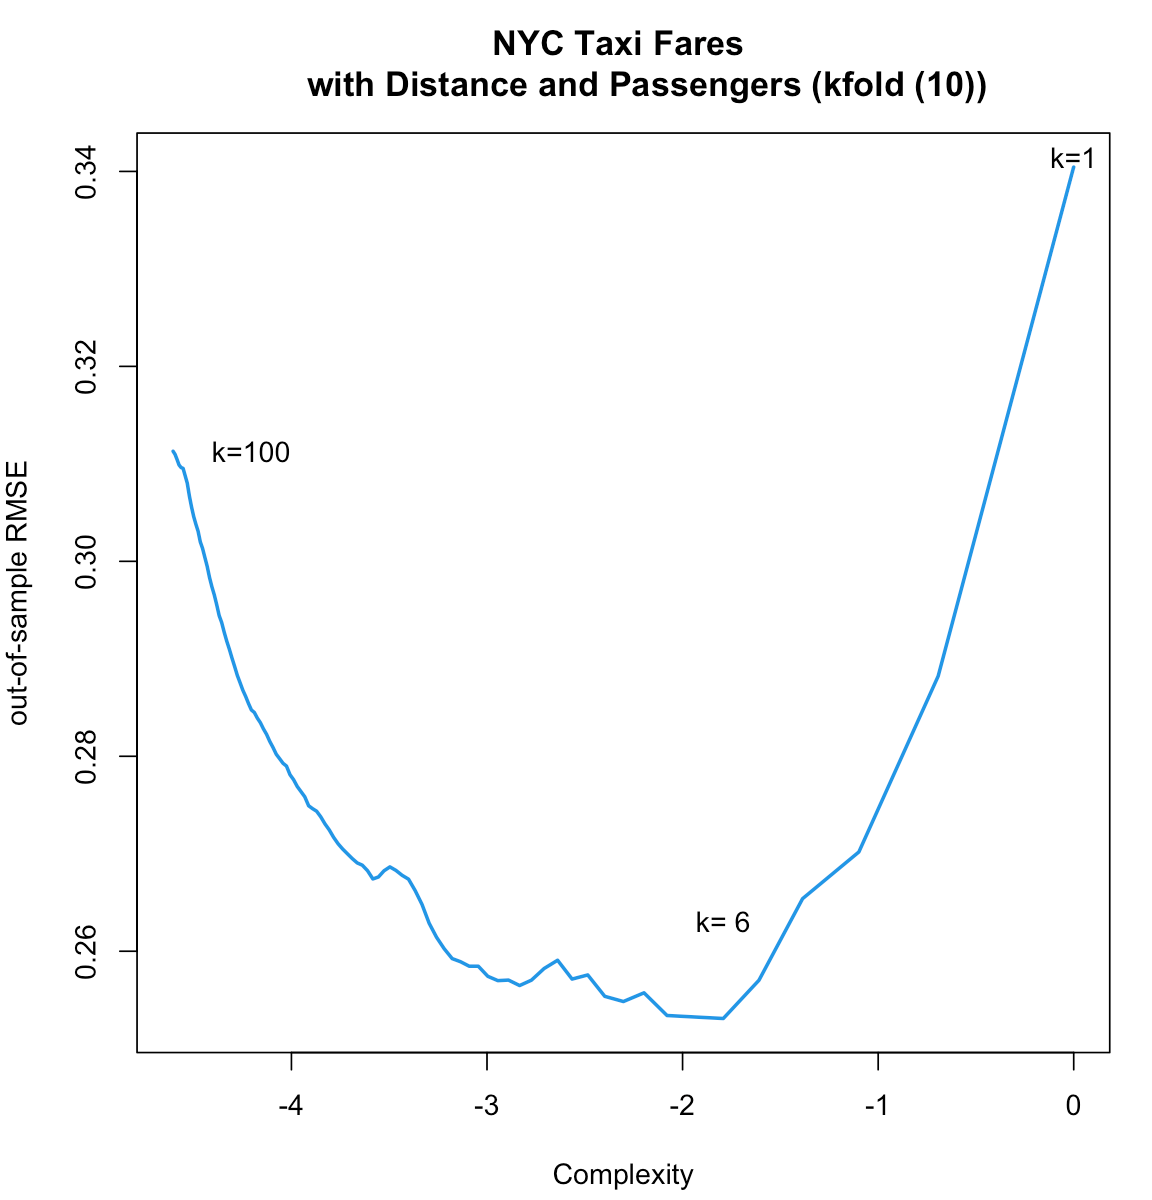 NYC Taxi Fares
with Distance and Passengers (kfold (10))
out-of-sample RMSE
0.34
0.32
0.30
0.28
0.26
k=1
k=100
k= 6
-4
-3
-2
-1
0
Complexity